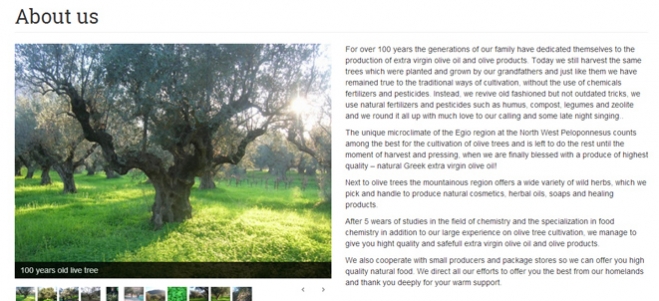 About us
For over 100 years the generations of our family have dedicated themselves to the
production of extra virgin olive oil and olive products. Today we still harvest the same
trees which were planted and grown by our grandfathers and just like them we have
remained true to the traditional ways of cultivation, without the use of chemicals
fertilizers and pesticides. Instead, we revive old fashioned but not outdated tricks, we
use natural fertilizers and pesticides such as humus, compost, legumes and zeolite
and we round it all up with much love to our calling and some late night singing.
The unique microclimate of the Egio region at the North West Peloponnesus counts
among the best for the cultivation of olive trees and is left to do the rest until the
moment of harvest and pressing, when we are finally blessed with a produce of highest
quality – natural Greek extra virgin olive oil!
Next to olive trees the mountainous region offers a wide variety of wild herbs, which we
pick and handle to produce natural cosmetics, herbal oils, soaps and healing
products.
After 5 wears of studies in the field of chemistry and the specialization in food
chemistry in addition to our large experience on olive tree cultivation, we manage to
give you hight quality and safefull extra virgin olive oil and olive products.
We also cooperate with small producers and package stores so we can offer you high
quality natural food. We direct all our efforts to offer you the best from our homelands
and thank you deeply for your warm support.
100 years old live tree